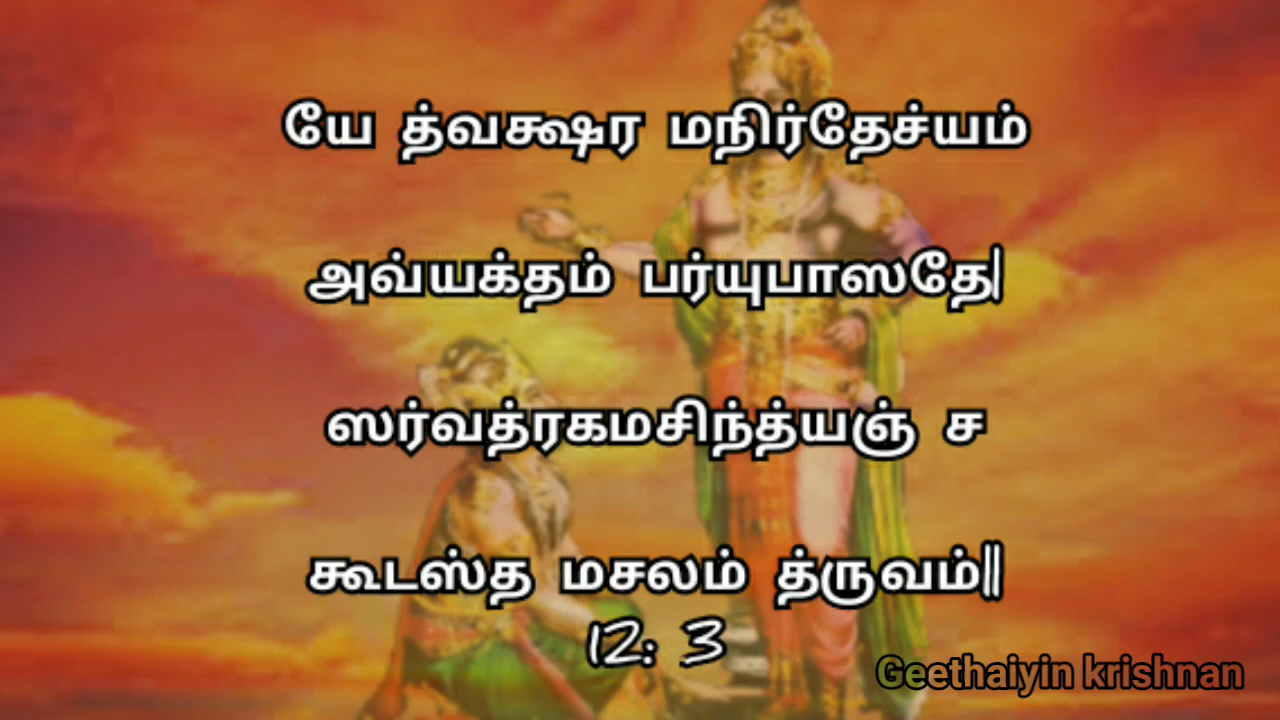 யே த்வக்ஷர மநிர்தேச்யம்
அவ்யக்தம் பர்யுபாஸதே|
ஸர்வத்ரகமசிந்த்யஞ் ச
கூடஸ்த மசலம் த்ருவம்||
12: 3
Geethaiyin krishnan